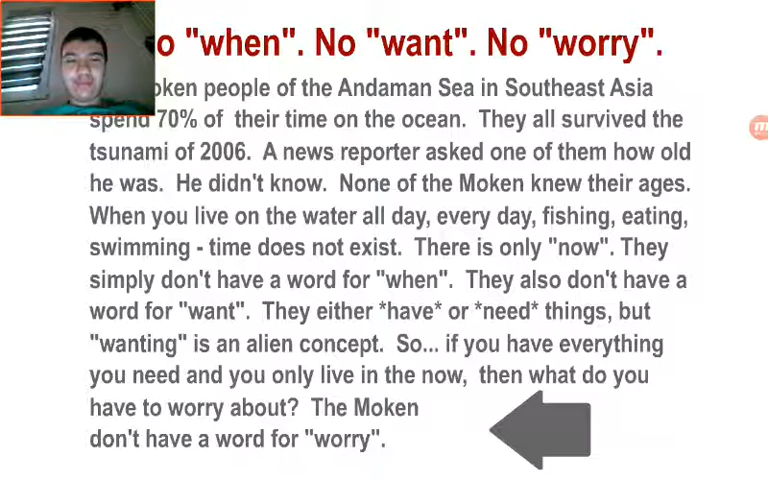 o "when". No "want". No "worry".
oken people of the Andaman Sea in Southeast Asia
spend 70% of their time on the ocean. They all survived the
tsunami of 2006. A news reporter asked one of them how old
he was. He didn't know. None of the Moken knew their ages.
When you live on the water all day, every day, fishing, eating,
swimming - time does not exist. There is only "now". They
simply don't have a word for "when". They also don't have a
word for "want". They either *have* or *need* things, but
"wanting" is an alien concept. So... if you have everything
you need and you only live in the now, then what do you
have to worry about? The Moken
don't have a word for "worry".